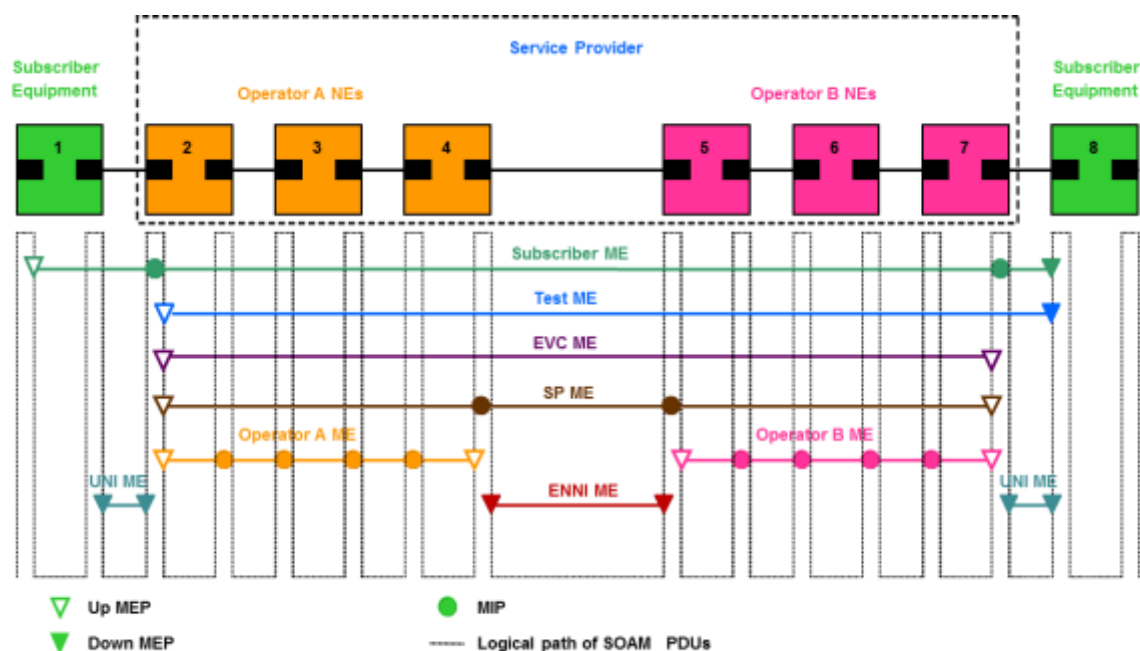 Service Provider
Subscriber
Equipment
Operator A NEs
Operator B NEs
Subscriber
Equipment
1
2
3
4
5
6
7
8
Subscriber ME
Test ME
EVC ME
SP ME
Operator A ME
Operator B ME
UNI ME
ENNI ME
UNI ME
Up MEP
MIP
Down MEP
Logical path of SOAM PDUs